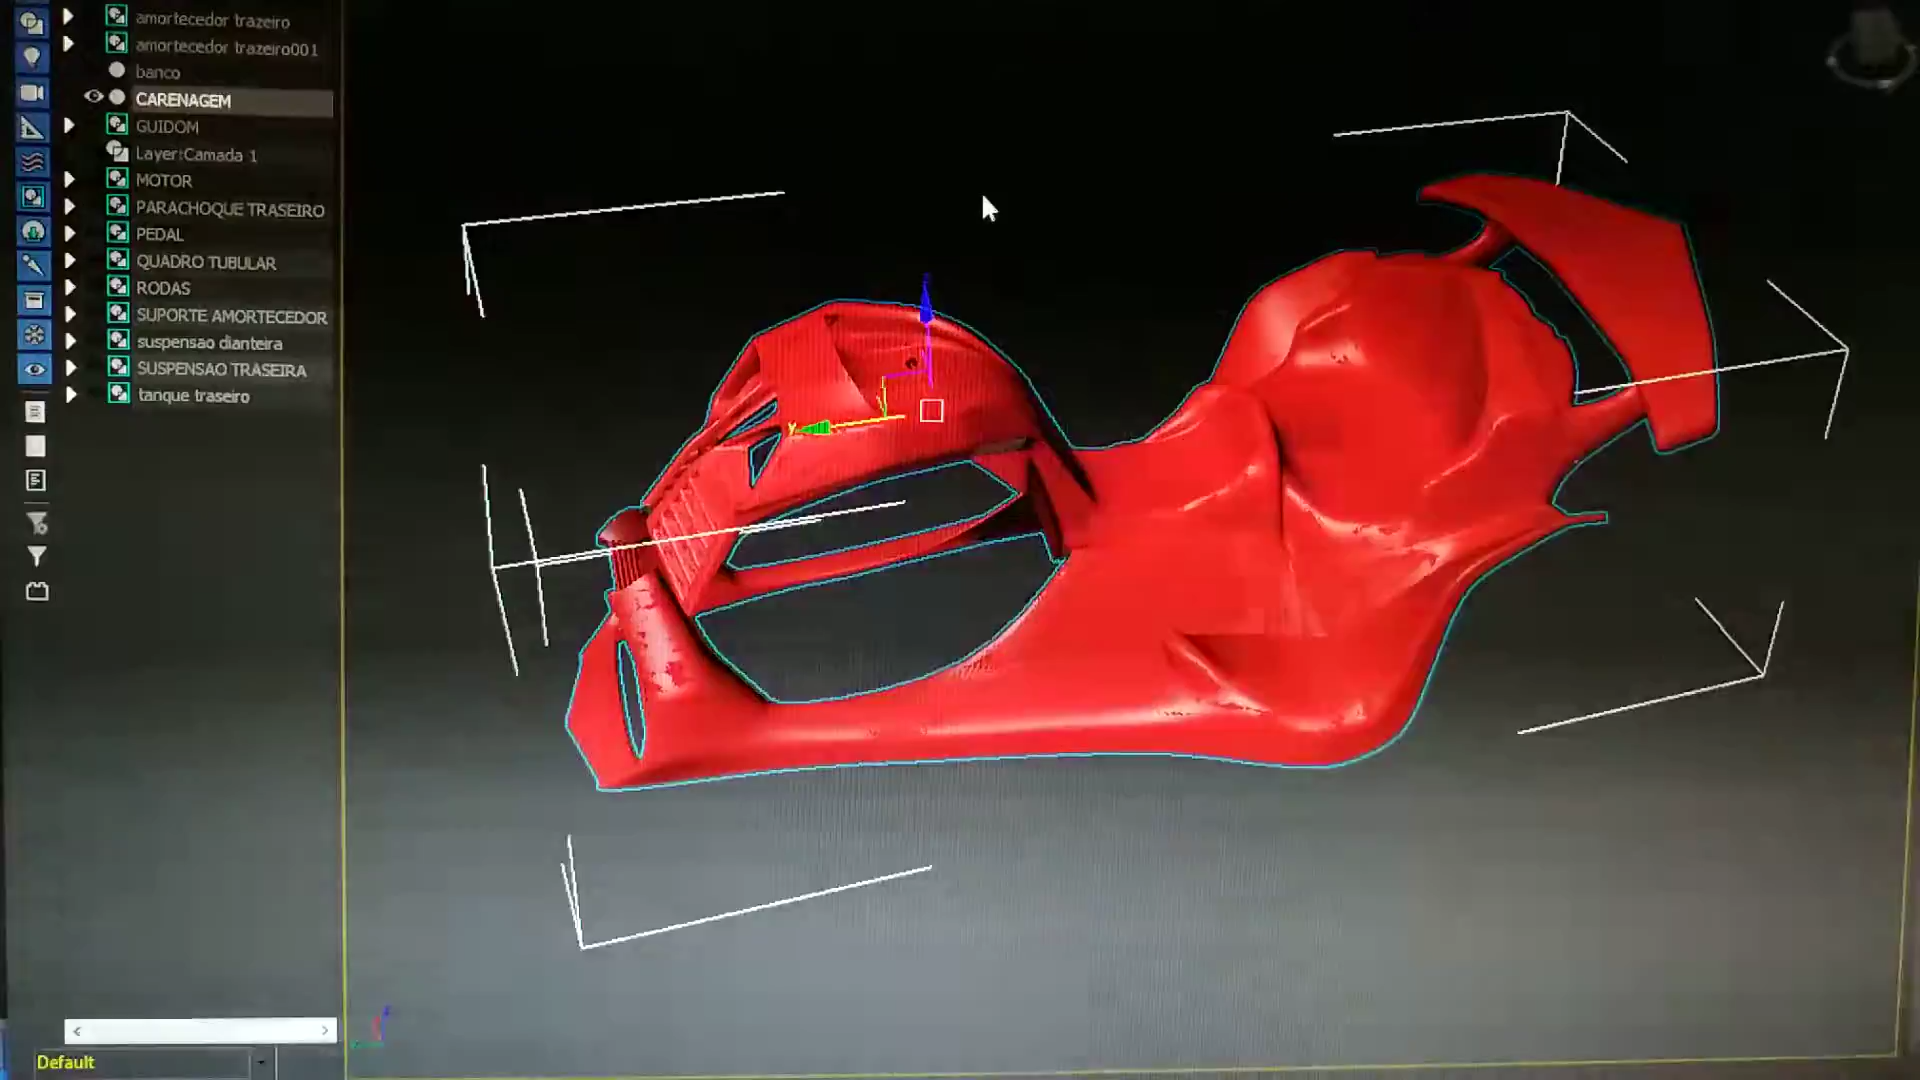 amortecedor trazeiro
amortecedor trazeiro001
banco
CARENAGEM
GUIDOM
Layer:Camada 1
MOTOR
PARACHOQUE TRASEIRO
PEDAL
QUADRO TUBULAR
RODAS
SUPORTE AMORTECEDOR
suspensao dianteira
SUSPENSAO TRASEIRA
tanque traseiro
z
y
Default